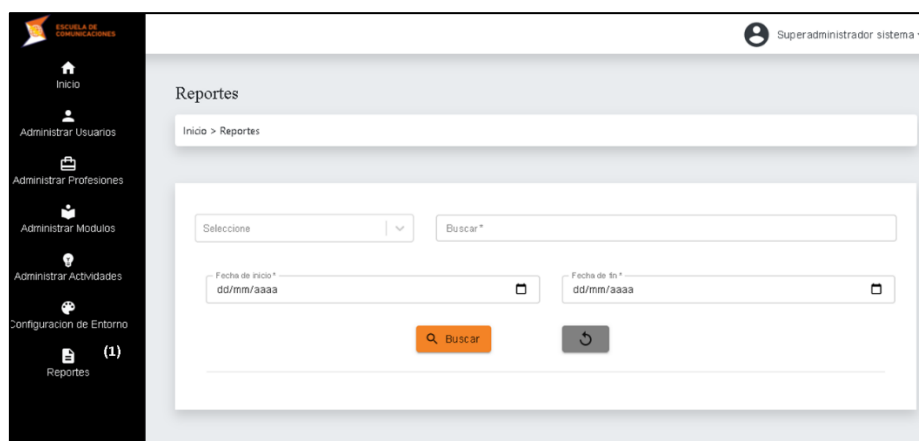 ESCUELA DE
COMUNICACIONES
Superadministrador sistema
Inicio
Administrar Usuarios
Administrar Profesiones
Administrar Modulos
Administrar Actividades
Configuracion de Entorno
(1)
Reportes
Reportes
Inicio > Reportes
Seleccione
Buscar*
Fecha de inicio*
dd/mm/aaaa
Fecha de fin*
dd/mm/aaaa
Buscar